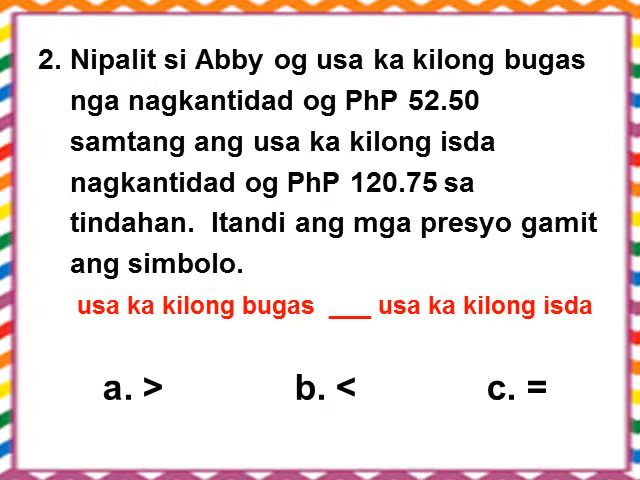 2. Nipalit si Abby og usa ka kilong bugas
nga nagkantidad og PhP 52.50
samtang ang usa ka kilong isda
nagkantidad og PhP 120.75 sa
tindahan. Itandi ang mga presyo gamit
ang simbolo.
usa ka kilong bugas ___ usa ka kilong isda
a. > b. < c. =